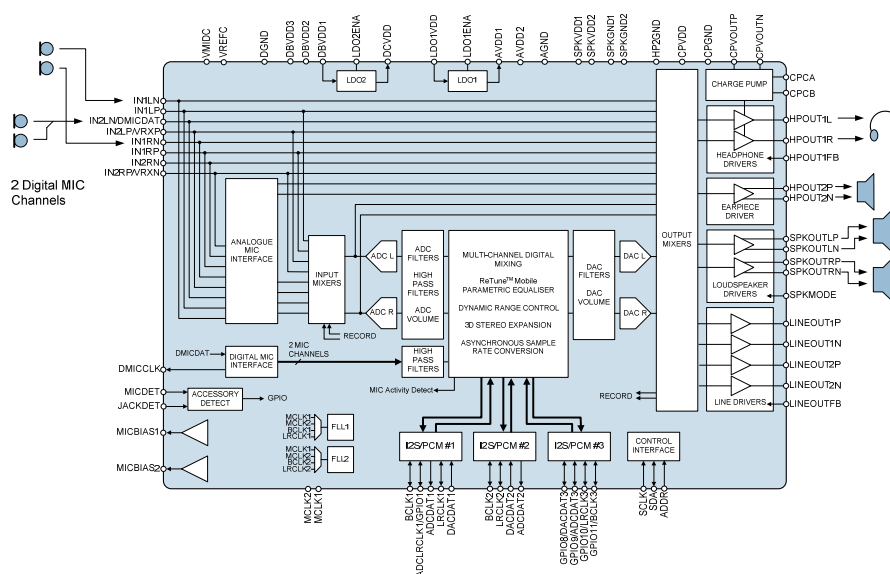 VMIDC
VREFC
DGND
DBVDD3
DBVDD2
DBVDD1
LDO2ENA
DCVDD
LDO1VDD
LDO1ENA
AVDD1
AVDD2
AGND
SPKVDD1
SPKVDD2
SPKGND1
SPKGND2
HP2GND
CPVDD
CPGND
CPVOUTP
CPVOUTN
LDO2
LDO1
CHARGE PUMP
CPCA
CPCB
IN1LN
IN1LP
IN2LN/DMICDAT
IN2LP/VRXP
IN1RN
IN1RP
IN2RN
IN2RP/VRXN
2 Digital MIC
Channels
HPOUT1L
HPOUT1R
HEADPHONE
DRIVERS
HPOUT1FB
HPOUT2P
HPOUT2N
EARPIECE
DRIVER
SPKOUTLP
SPKOUTLN
SPKOUTRP
SPKOUTRN
LOUDSPEAKER
DRIVERS
SPKMODE
ANALOGUE
MIC
INTERFACE
INPUT
MIXERS
ADC L
ADC R
ADC
FILTERS
HIGH
PASS
FILTERS
ADC
VOLUME
MULTI-CHANNEL DIGITAL
MIXING
ReTune™ Mobile
PARAMETRIC EQUALISER
DYNAMIC RANGE CONTROL
3D STEREO EXPANSION
ASYNCHRONOUS SAMPLE
RATE CONVERSION
DAC
FILTERS
DAC
VOLUME
DAC L
DAC R
OUTPUT
MIXERS
LINEOUT1P
LINEOUT1N
LINEOUT2P
LINEOUT2N
LINE DRIVERS
LINEOUTFB
RECORD
2 MIC
CHANNELS
DMICDAT
DIGITAL MIC
INTERFACE
HIGH
PASS
FILTERS
DMICCLK
MIC Activity Detect
RECORD
MICDET
JACKDET
ACCESSORY
DETECT
GPIO
MICBIAS1
MICBIAS2
MCLK1
MCLK2
BCLK1
LRCLK1
FLL1
MCLK1
MCLK2
BCLK2
LRCLK2
FLL2
I2S/PCM #1
I2S/PCM #2
I2S/PCM #3
CONTROL
INTERFACE
MCLK2
MCLK1
BCLK1
ADCLRCLK1/GPIO1
ADCDAT1
LRCLK1
DACDAT1
BCLK2
LRCLK2
DACDAT2
ADCDAT2
GPIO8/DACDAT3
GPIO9/ADCDAT3
GPIO10/LRCLK3
GPIO11/BCLK3
SCLK
SDA
ADDR